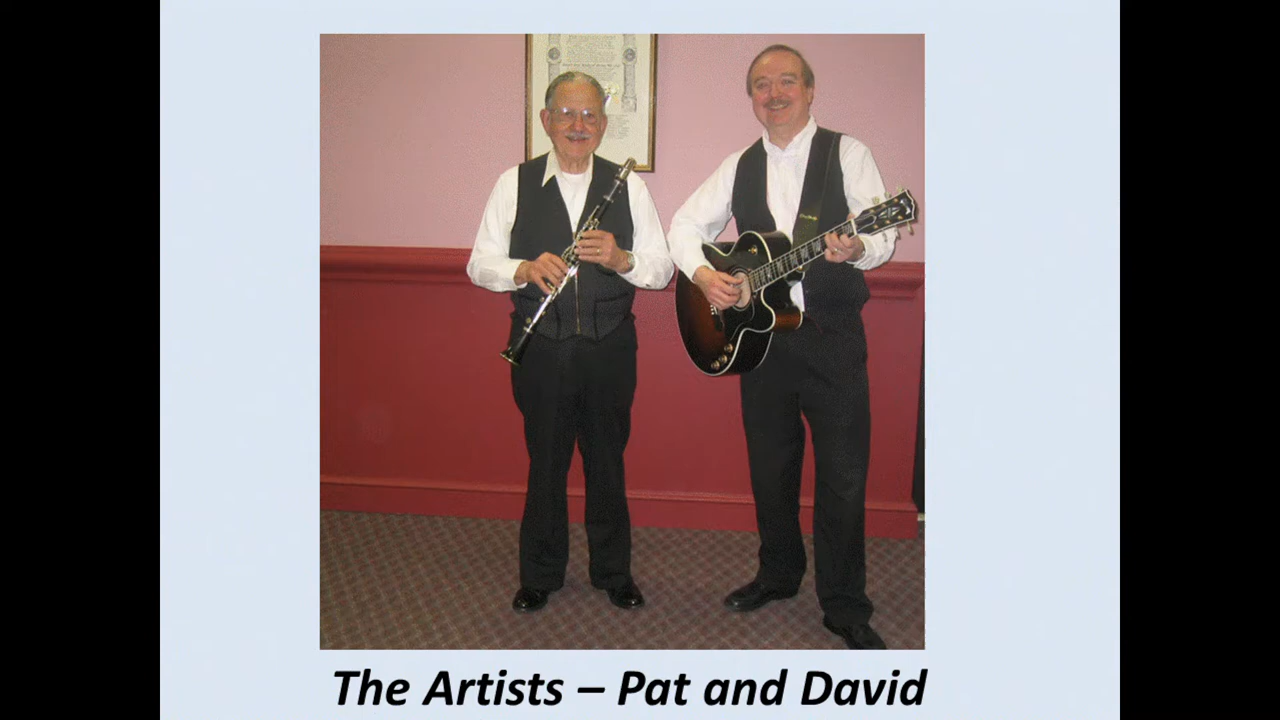 The Artists – Pat and David